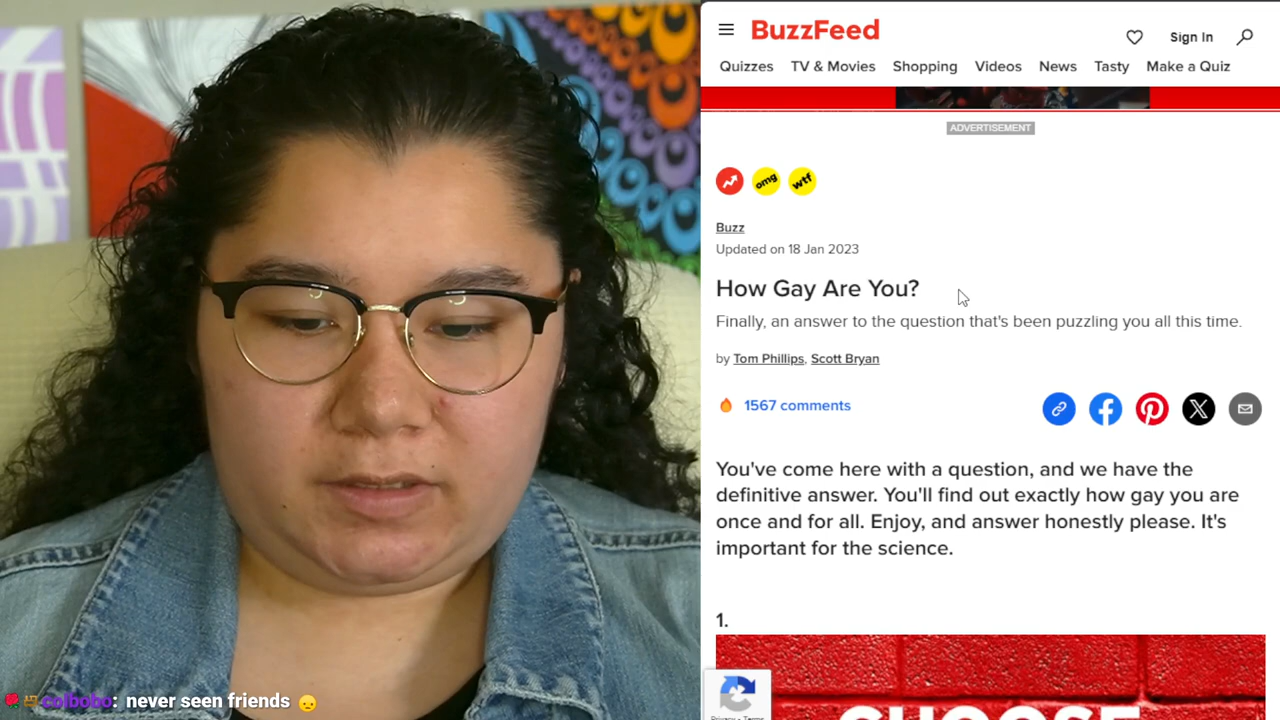 BuzzFeed
Sign In
Quizzes TV & Movies Shopping Videos News Tasty Make a Quiz
ADVERTISEMENT
omg wtf
Buzz
Updated on 18 Jan 2023
How Gay Are You?
Finally, an answer to the question that's been puzzling you all this time.
by Tom Phillips, Scott Bryan
1567 comments
You've come here with a question, and we have the
definitive answer. You'll find out exactly how gay you are
once and for all. Enjoy, and answer honestly please. It's
important for the science.
1.
CHOOSE
Privacy - Terms
colbobo: never seen friends 😞